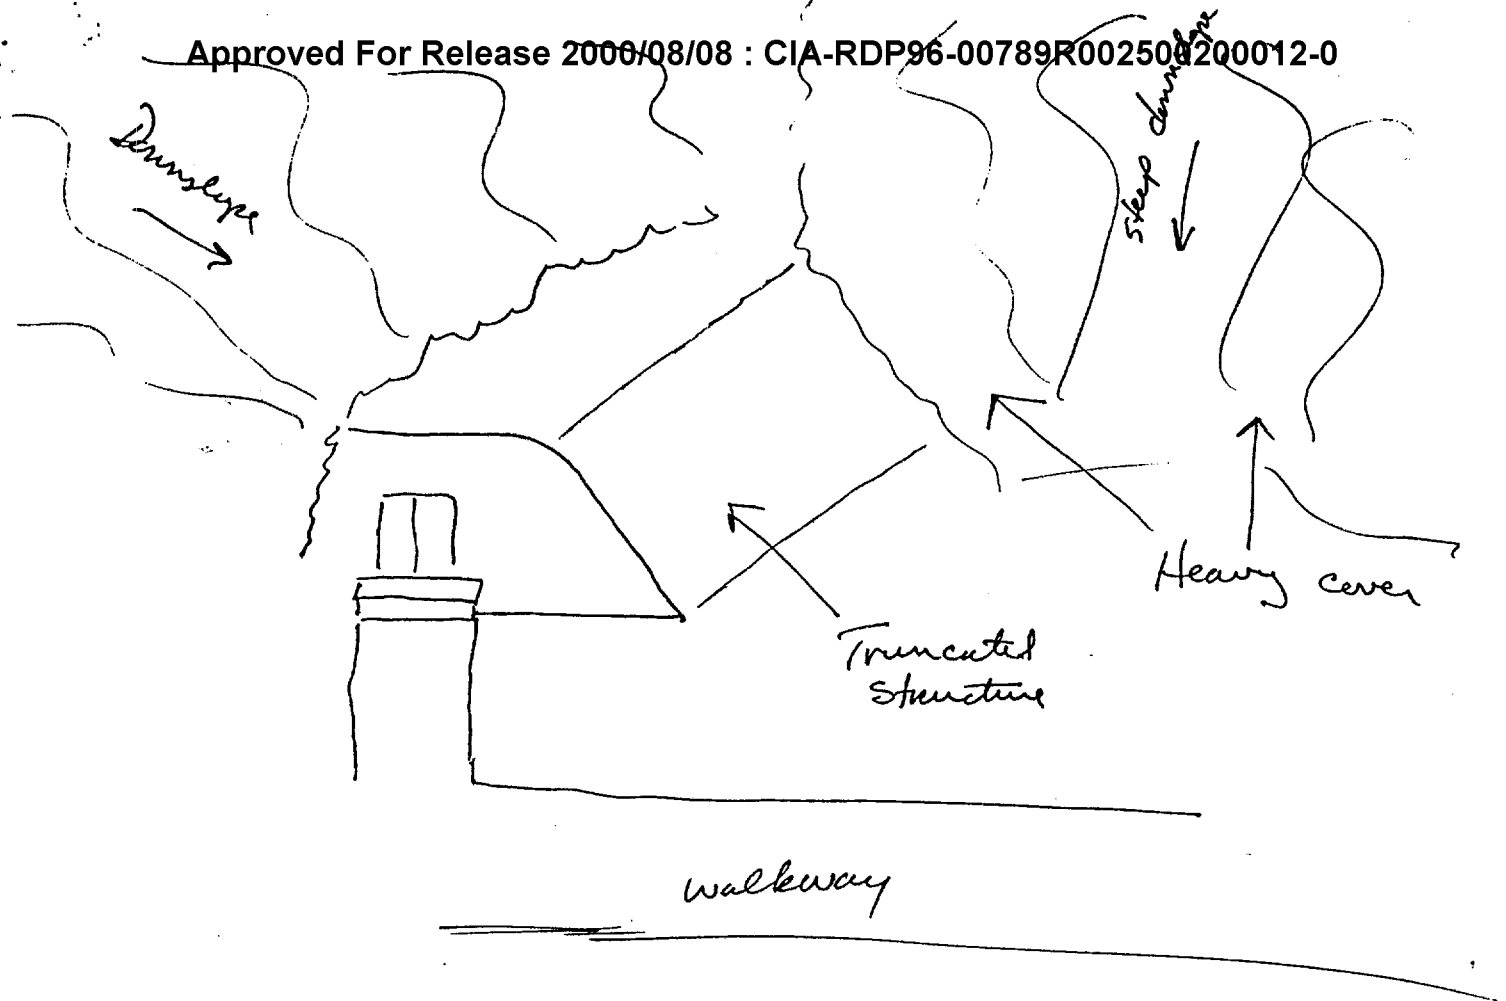 Approved For Release 2000/08/08 : CIA-RDP96-00789R002500200012-0
Downslope
steep downslope
Heavy cover
Truncated
structure
walkway